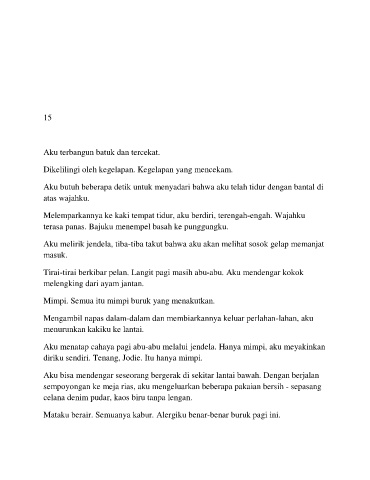 15
Aku terbangun batuk dan tercekat.
Dikelilingi oleh kegelapan. Kegelapan yang mencekam.
Aku butuh beberapa detik untuk menyadari bahwa aku telah tidur dengan bantal di
atas wajahku.
Melemparkannya ke kaki tempat tidur, aku berdiri, terengah-engah. Wajahku
terasa panas. Bajuku menempel basah ke punggungku.
Aku melirik jendela, tiba-tiba takut bahwa aku akan melihat sosok gelap memanjat
masuk.
Tirai-tirai berkibar pelan. Langit pagi masih abu-abu. Aku mendengar kokok
melengking dari ayam jantan.
Mimpi. Semua itu mimpi buruk yang menakutkan.
Mengambil napas dalam-dalam dan membiarkannya keluar perlahan-lahan, aku
menurunkan kakiku ke lantai.
Aku menatap cahaya pagi abu-abu melalui jendela. Hanya mimpi, aku meyakinkan
diriku sendiri. Tenang, Jodie. Itu hanya mimpi.
Aku bisa mendengar seseorang bergerak di sekitar lantai bawah. Dengan berjalan
sempoyongan ke meja rias, aku mengeluarkan beberapa pakaian bersih - sepasang
celana denim pudar, kaos biru tanpa lengan.
Mataku berair. Semuanya kabur. Alergiku benar-benar buruk pagi ini.